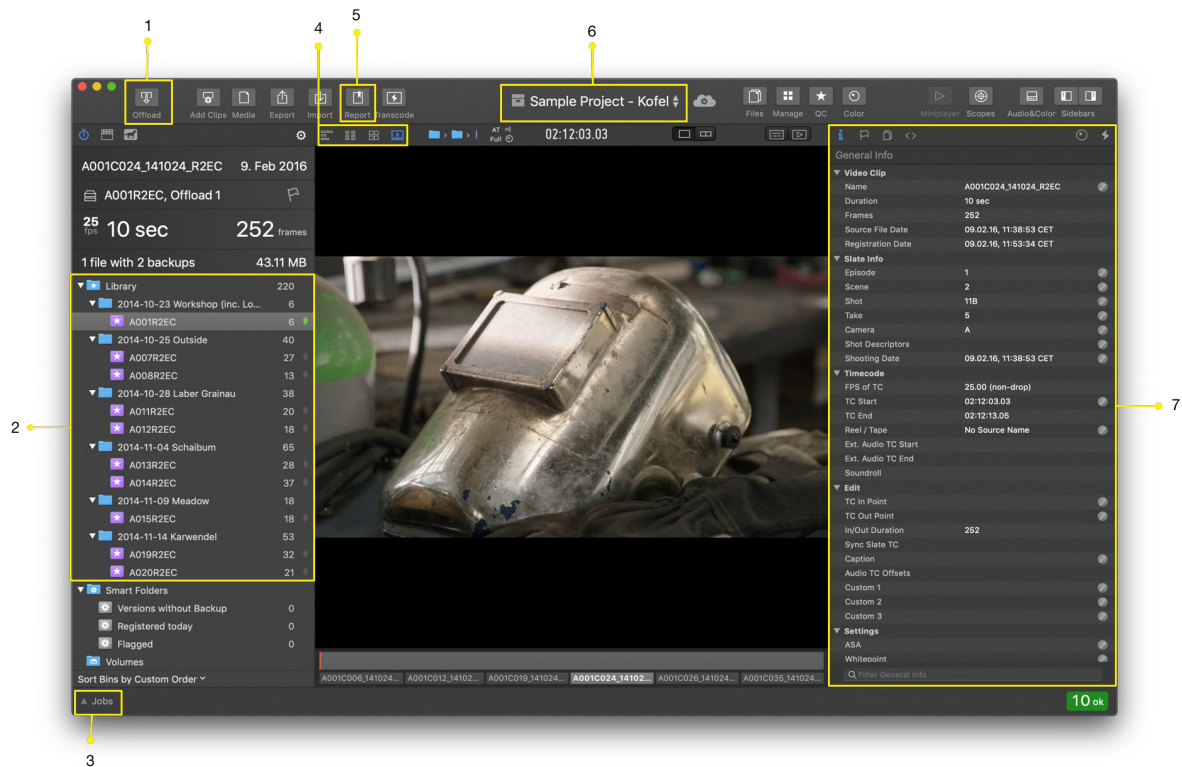 1
4
5
6
Offload
Add Clips
Media
Export
Import
Report
Transcode
Sample Project - Kofel
Files
Manage
QC
Color
Miniplayer
Scopes
Audio&Color
Sidebars
AT
Full
02:12:03.03
A001C024_141024_R2EC 9. Feb 2016
A001R2EC, Offload 1
25 fps 10 sec 252 frames
1 file with 2 backups 43.11 MB
Library 220
2014-10-23 Workshop (inc. Lo... 6
A001R2EC 6 #
2014-10-25 Outside 40
A007R2EC 27
A008R2EC 13
2014-10-28 Laber Grainau 38
A011R2EC 20
A012R2EC 18
2014-11-04 Schaibum 65
A013R2EC 28
A014R2EC 37
2014-11-09 Meadow 18
A015R2EC 18
2014-11-14 Karwendel 53
A019R2EC 32
A020R2EC 21
Smart Folders
Versions without Backup 0
Registered today 0
Flagged 0
Volumes
Sort Bins by Custom Order
Jobs
2
3
A001C006_141024...
A001C012_14102...
A001C019_141024...
A001C024_14102...
A001C026_141024...
A001C035_141024...
General Info
Video Clip
Name A001C024_141024_R2EC
Duration 10 sec
Frames 252
Source File Date 09.02.16, 11:38:53 CET
Registration Date 09.02.16, 11:53:34 CET
Slate Info
Episode 1
Scene 2
Shot 11B
Take 5
Camera A
Shot Descriptors
Shooting Date 09.02.16, 11:38:53 CET
Timecode
FPS of TC 25.00 (non-drop)
TC Start 02:12:03.03
TC End 02:12:13.05
Reel / Tape No Source Name
Ext. Audio TC Start
Ext. Audio TC End
Soundroll
Edit
TC In Point
TC Out Point
In/Out Duration 252
Sync Slate TC
Caption
Audio TC Offsets
Custom 1
Custom 2
Custom 3
Settings
ASA
Whitepoint
Filter General Info
7
10 ok